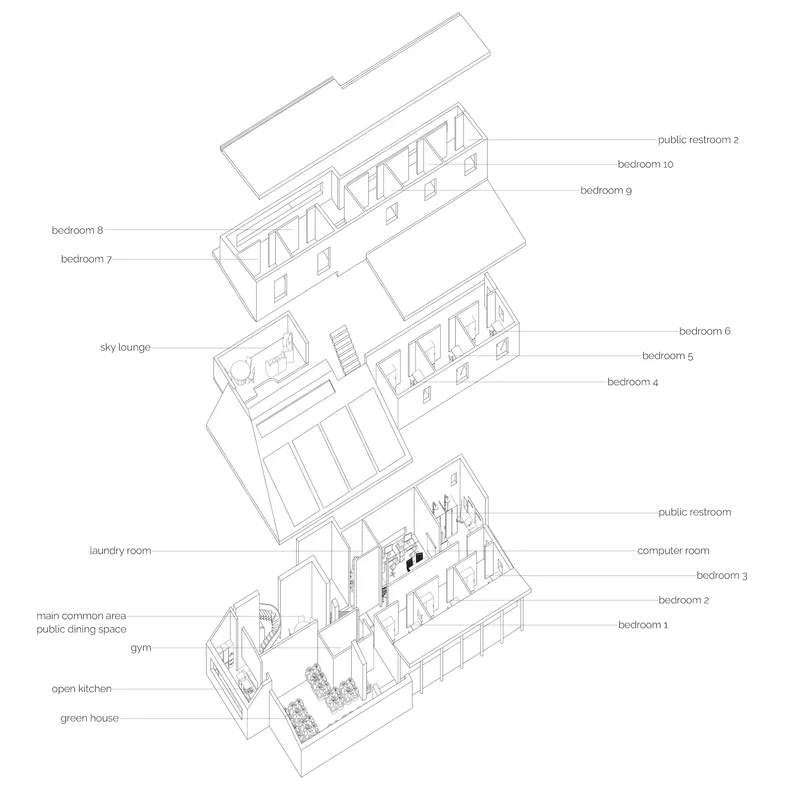 public restroom 2
bedroom 10
bedroom 9
bedroom 8
bedroom 7
bedroom 6
sky lounge
bedroom 5
bedroom 4
public restroom
laundry room
computer room
bedroom 3
bedroom 2
main common area
public dining space
bedroom 1
gym
open kitchen
green house